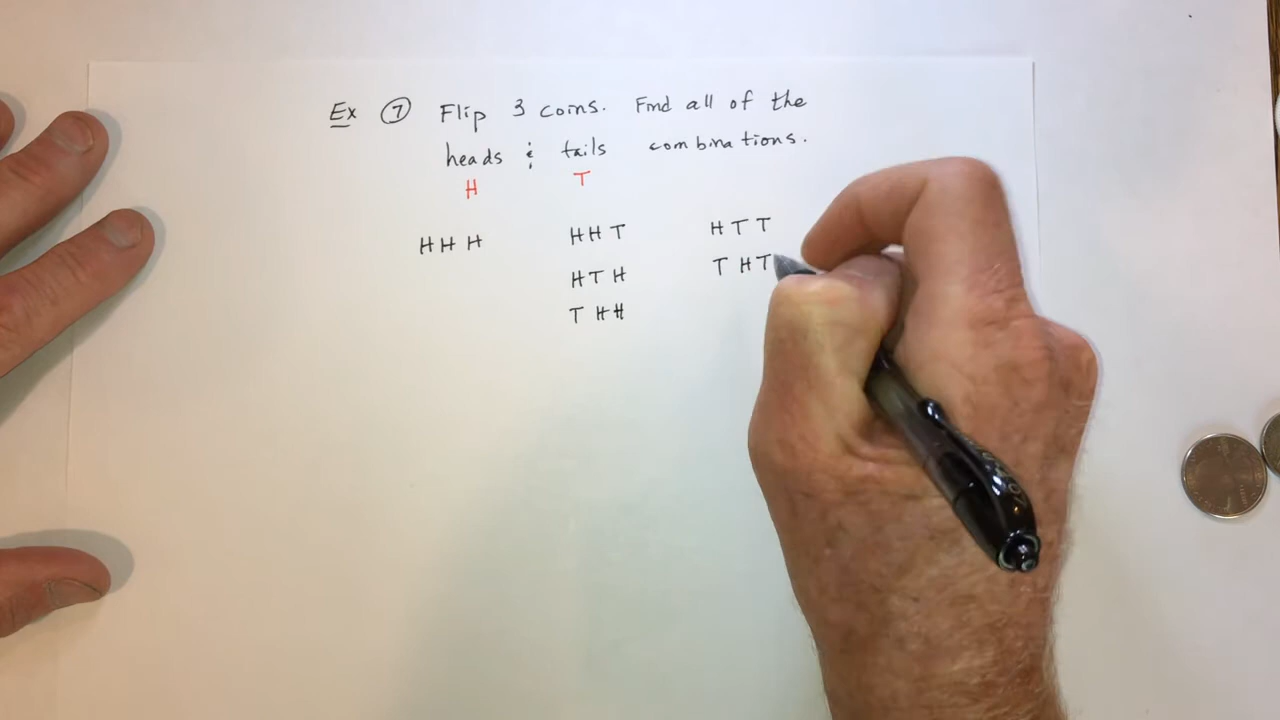 Ex ⑦ Flip 3 coins. Find all of the
heads & tails combinations.
H T
HHH HHT HTT
HTH THT
THH